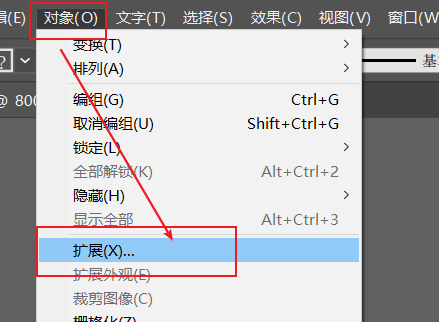 辑(E) 对象(O) 文字(T) 选择(S) 效果(C) 视图(V) 窗口(W
? 基
@ 800
变换(T)
排列(A)
编组(G) Ctrl+G
取消编组(U) Shift+Ctrl+G
锁定(L)
全部解锁(K) Alt+Ctrl+2
隐藏(H)
显示全部 Alt+Ctrl+3
扩展(X)...
扩展外观(E)
裁剪图像(C)
栅格化(Z)